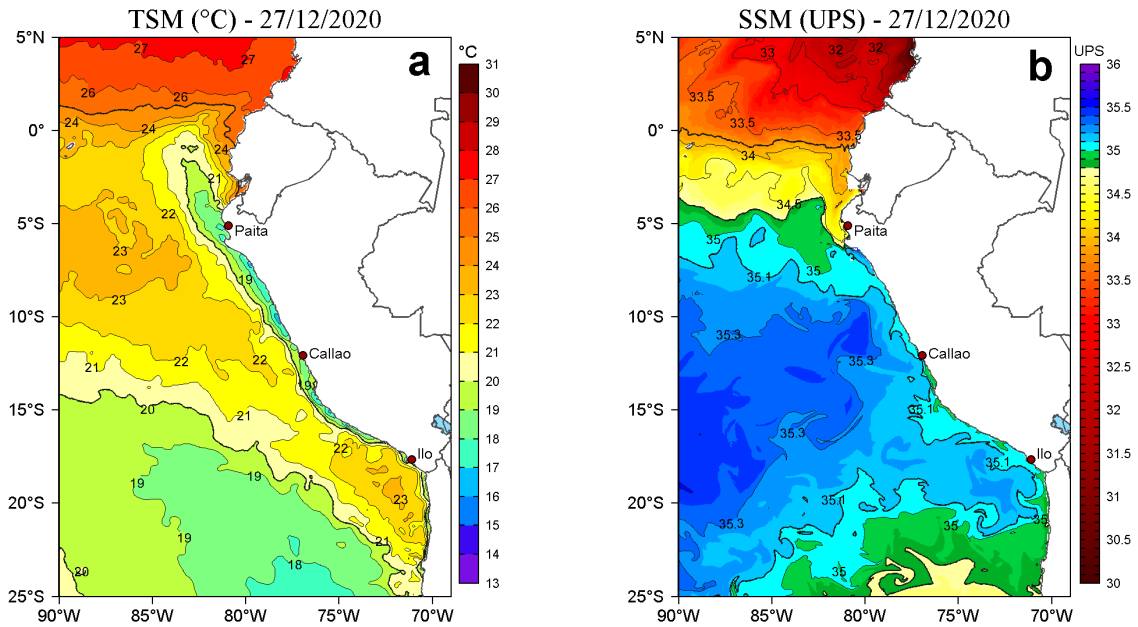 TSM (°C) - 27/12/2020
a
°C
5°N
0°
5°S
10°S
15°S
20°S
25°S
90°W
85°W
80°W
75°W
70°W
27
27
26
26
24
24
24
21
22
23
23
19
22
22
21
21
20
19
22
23
19
19
19
21
18
20
Paita
Callao
Ilo
31
30
29
28
27
26
25
24
23
22
21
20
19
18
17
16
15
14
13
SSM (UPS) - 27/12/2020
b
UPS
5°N
0°
5°S
10°S
15°S
20°S
25°S
90°W
85°W
80°W
75°W
70°W
33
32
32
33.5
33.5
33.5
34
34.5
35
35
35.1
35.3
35.3
35.1
35.3
35.1
35.1
35.3
35
35
35
Paita
Callao
Ilo
36
35.5
35
34.5
34
33.5
33
32.5
32
31.5
31
30.5
30